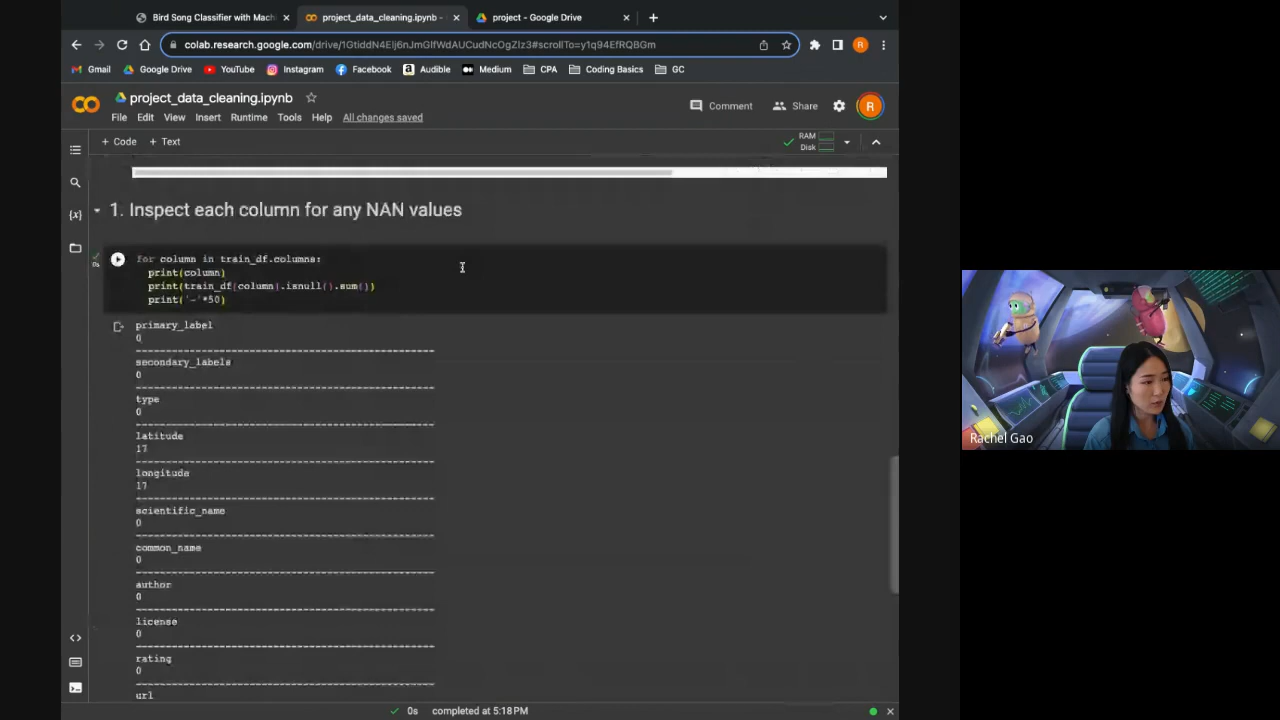 Bird Song Classifier with Mach
project_data_cleaning.ipynb -
project - Google Drive
colab.research.google.com/drive/1GtiddN4Elj6nJmGlfWdAUCudNcOgZIz3#scrollTo=y1q94EfRQBGm
R
Gmail Google Drive YouTube Instagram Facebook Audible Medium CPA Coding Basics GC
project_data_cleaning.ipynb
Comment Share R
File Edit View Insert Runtime Tools Help All changes saved
+ Code + Text
RAM
Disk
1. Inspect each column for any NAN values
for column in train_df.columns:
print(column)
print(train_df[column].isnull().sum())
print('-'*50)
0s
primary_label
0
--------------------------------------------------
secondary_labels
0
--------------------------------------------------
type
0
--------------------------------------------------
latitude
17
--------------------------------------------------
longitude
17
--------------------------------------------------
scientific_name
0
--------------------------------------------------
common_name
0
--------------------------------------------------
author
0
--------------------------------------------------
license
0
--------------------------------------------------
rating
0
--------------------------------------------------
url
0s completed at 5:18 PM
Rachel Gao